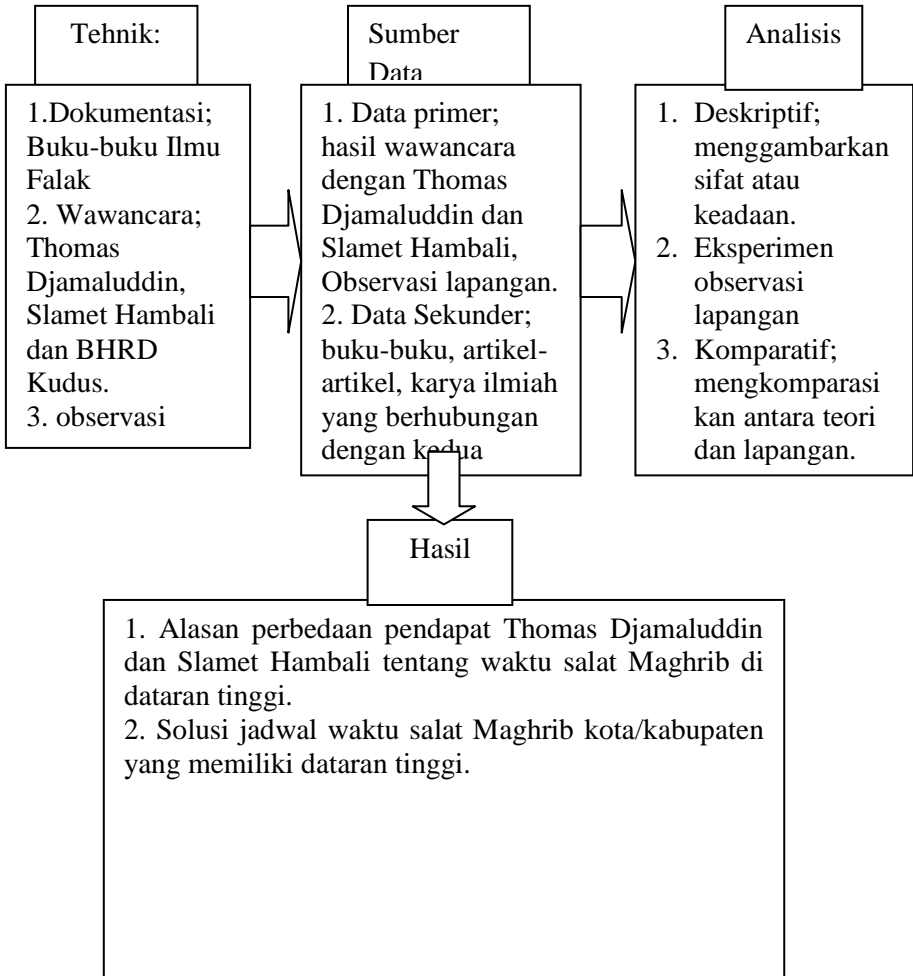 Tehnik:
1.Dokumentasi;
Buku-buku Ilmu
Falak
2. Wawancara;
Thomas
Djamaluddin,
Slamet Hambali
dan BHRD
Kudus.
3. observasi
Sumber
Data
1. Data primer;
hasil wawancara
dengan Thomas
Djamaluddin dan
Slamet Hambali,
Observasi lapangan.
2. Data Sekunder;
buku-buku, artikel-
artikel, karya ilmiah
yang berhubungan
dengan kedua
Analisis
1. Deskriptif;
menggambarkan
sifat atau
keadaan.
2. Eksperimen
observasi
lapangan
3. Komparatif;
mengkomparasi
kan antara teori
dan lapangan.
Hasil
1. Alasan perbedaan pendapat Thomas Djamaluddin
dan Slamet Hambali tentang waktu salat Maghrib di
dataran tinggi.
2. Solusi jadwal waktu salat Maghrib kota/kabupaten
yang memiliki dataran tinggi.